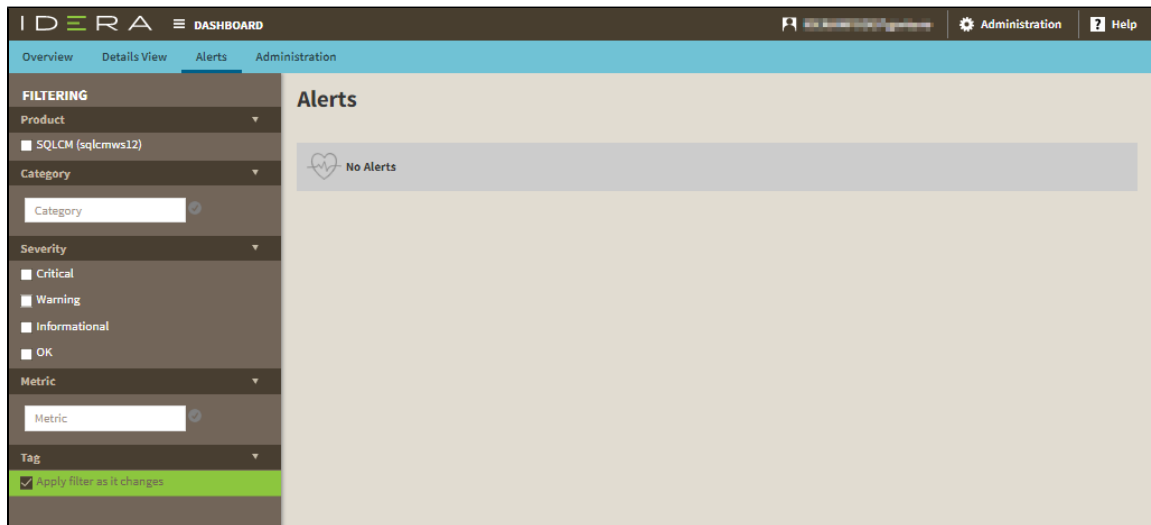 IDERA DASHBOARD Administration ? Help
Overview Details View Alerts Administration
FILTERING
Alerts
Product
SQLCM (sqlcmws12)
No Alerts
Category
Category
Severity
Critical
Warning
Informational
OK
Metric
Metric
Tag
Apply filter as it changes